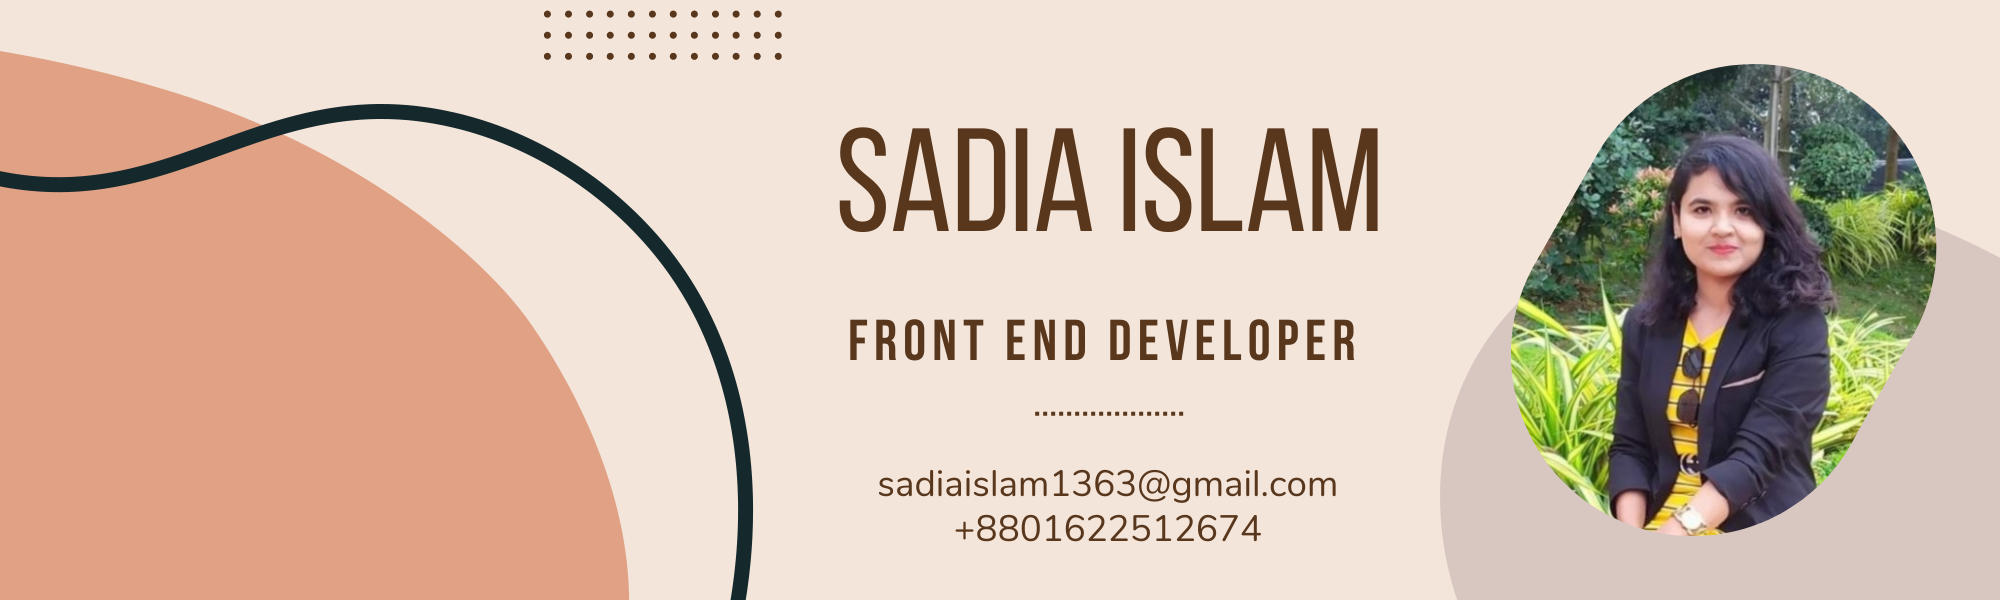 SADIA ISLAM
FRONT END DEVELOPER
sadiaislam1363@gmail.com
+8801622512674